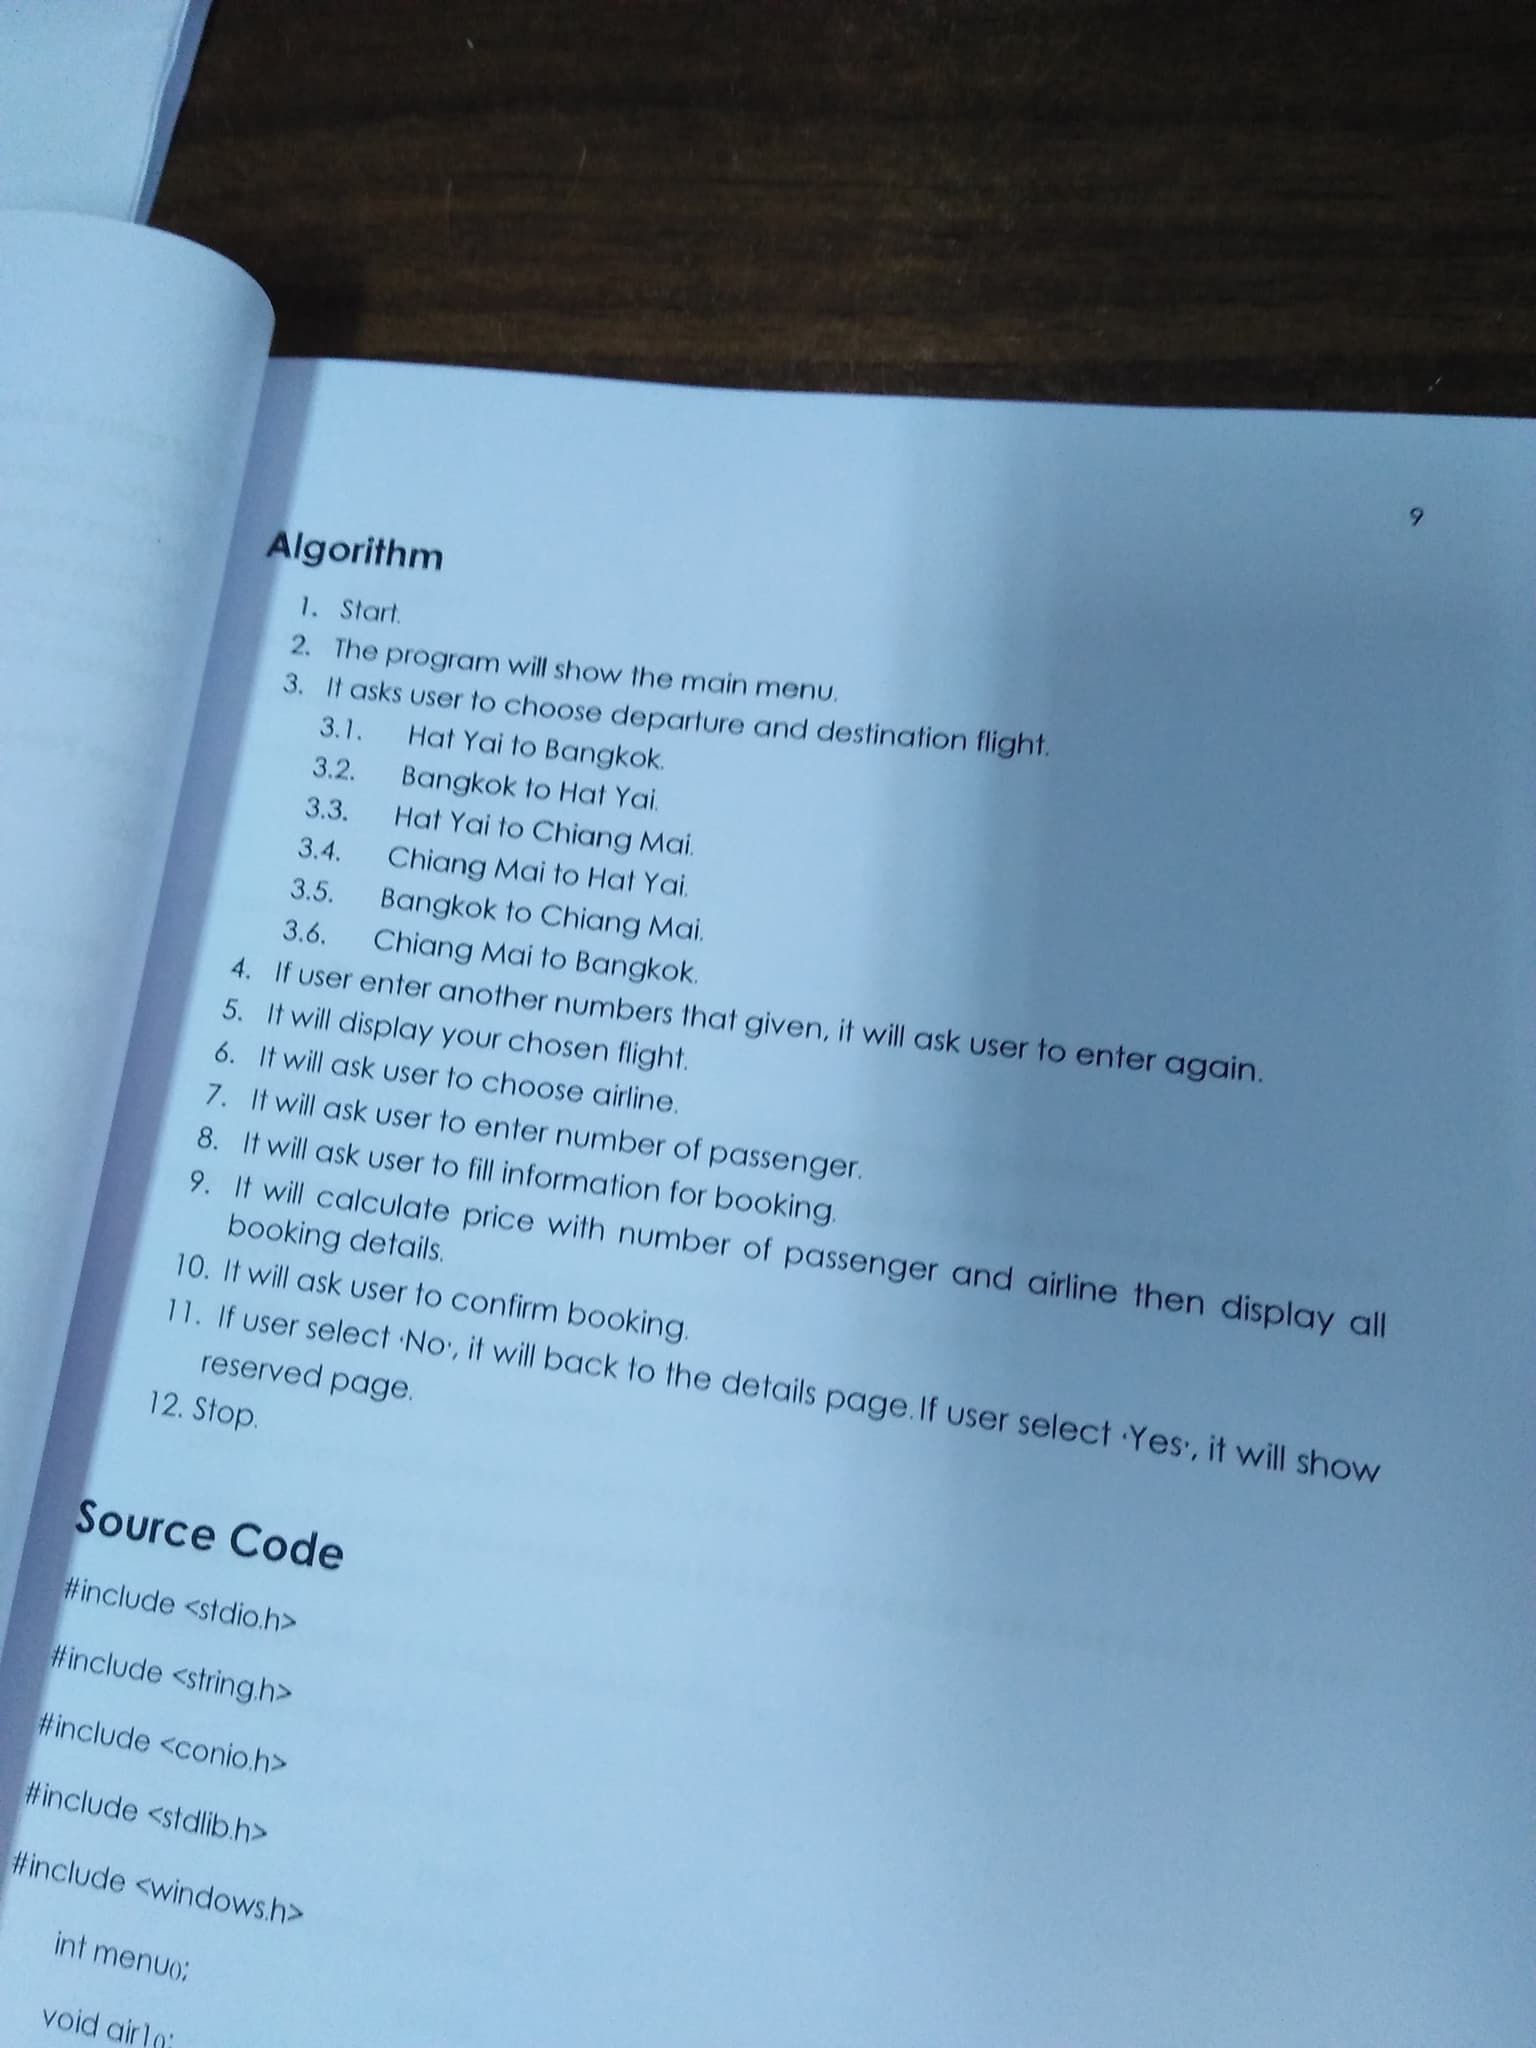 9
Algorithm
1. Start.
2. The program will show the main menu.
3. It asks user to choose departure and destination flight.
3.1. Hat Yai to Bangkok.
3.2. Bangkok to Hat Yai.
3.3. Hat Yai to Chiang Mai.
3.4. Chiang Mai to Hat Yai.
3.5. Bangkok to Chiang Mai.
3.6. Chiang Mai to Bangkok.
4. If user enter another numbers that given, it will ask user to enter again.
5. It will display your chosen flight.
6. It will ask user to choose airline.
7. It will ask user to enter number of passenger.
8. It will ask user to fill information for booking.
9. It will calculate price with number of passenger and airline then display all
booking details.
10. It will ask user to confirm booking.
11. If user select ‘No’, it will back to the details page. If user select ‘Yes’, it will show
reserved page.
12. Stop.
Source Code
#include <stdio.h>
#include <string.h>
#include <conio.h>
#include <stdlib.h>
#include <windows.h>
int menu();
void air1();